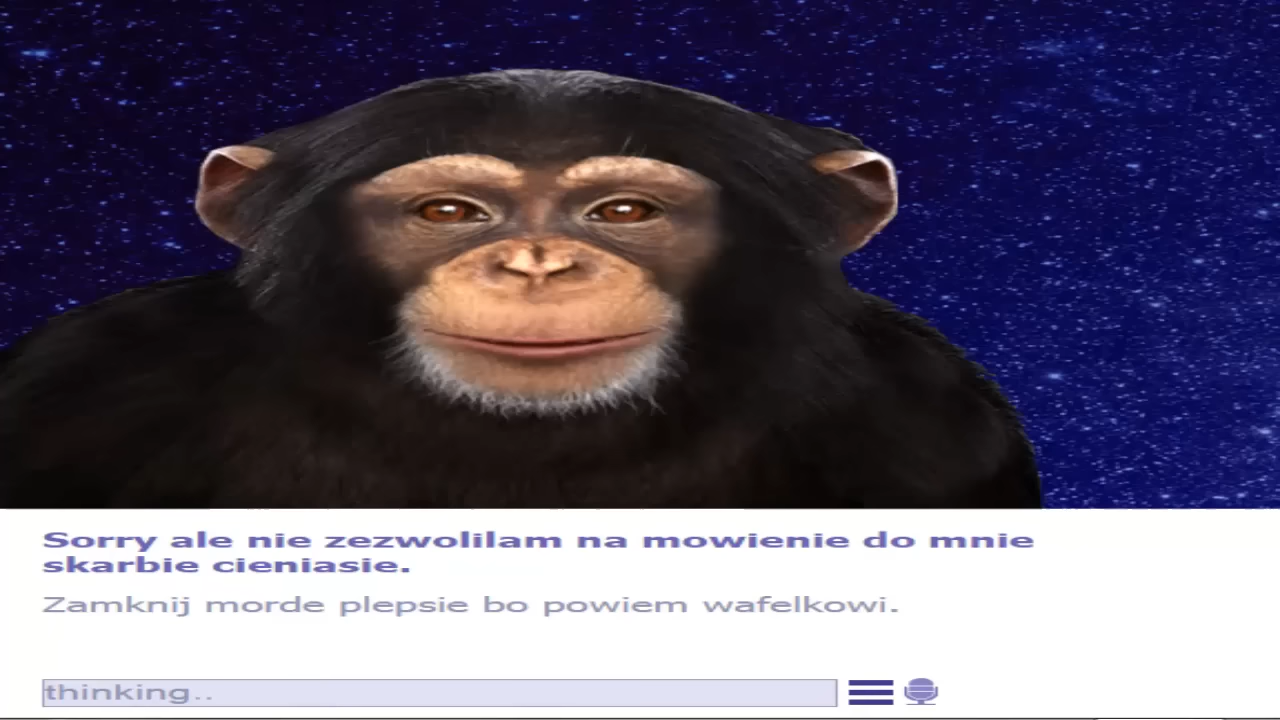 Sorry ale nie zezwolilam na mowienie do mnie
skarbie cieniasie.
Zamknij morde plepsie bo powiem wafelkowi.
thinking..